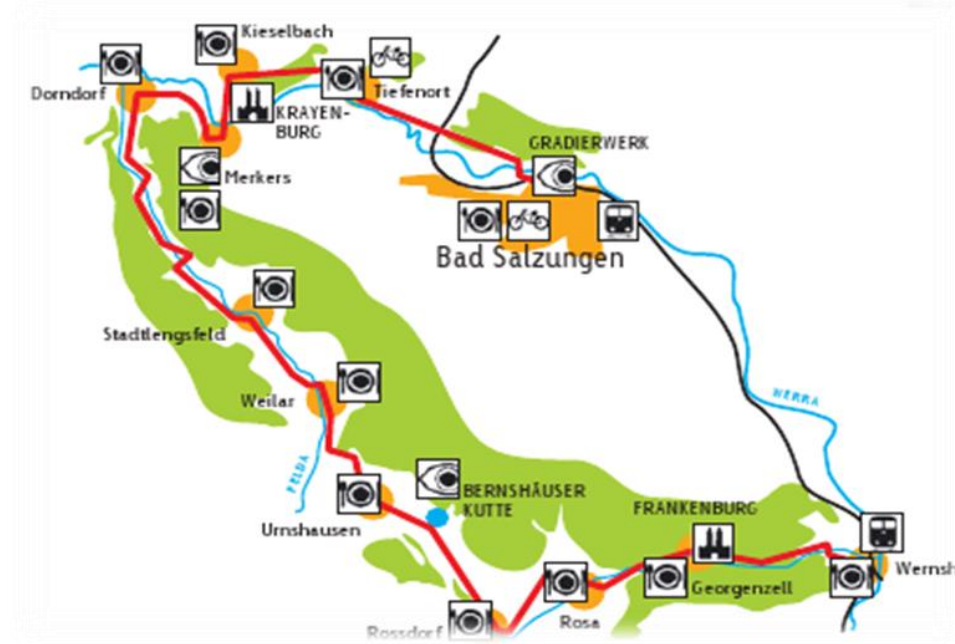 Kieselbach
Dorndorf
Tiefenort
KRAYEN-
BURG
GRADIERWERK
Merkers
Bad Salzungen
Stadtlengsfeld
Weilar
WERRA
FELDA
BERNSHÄUSER
KUTTE
FRANKENBURG
Urnshausen
Wernsh
Georgenzell
Rosa
Rossdorf